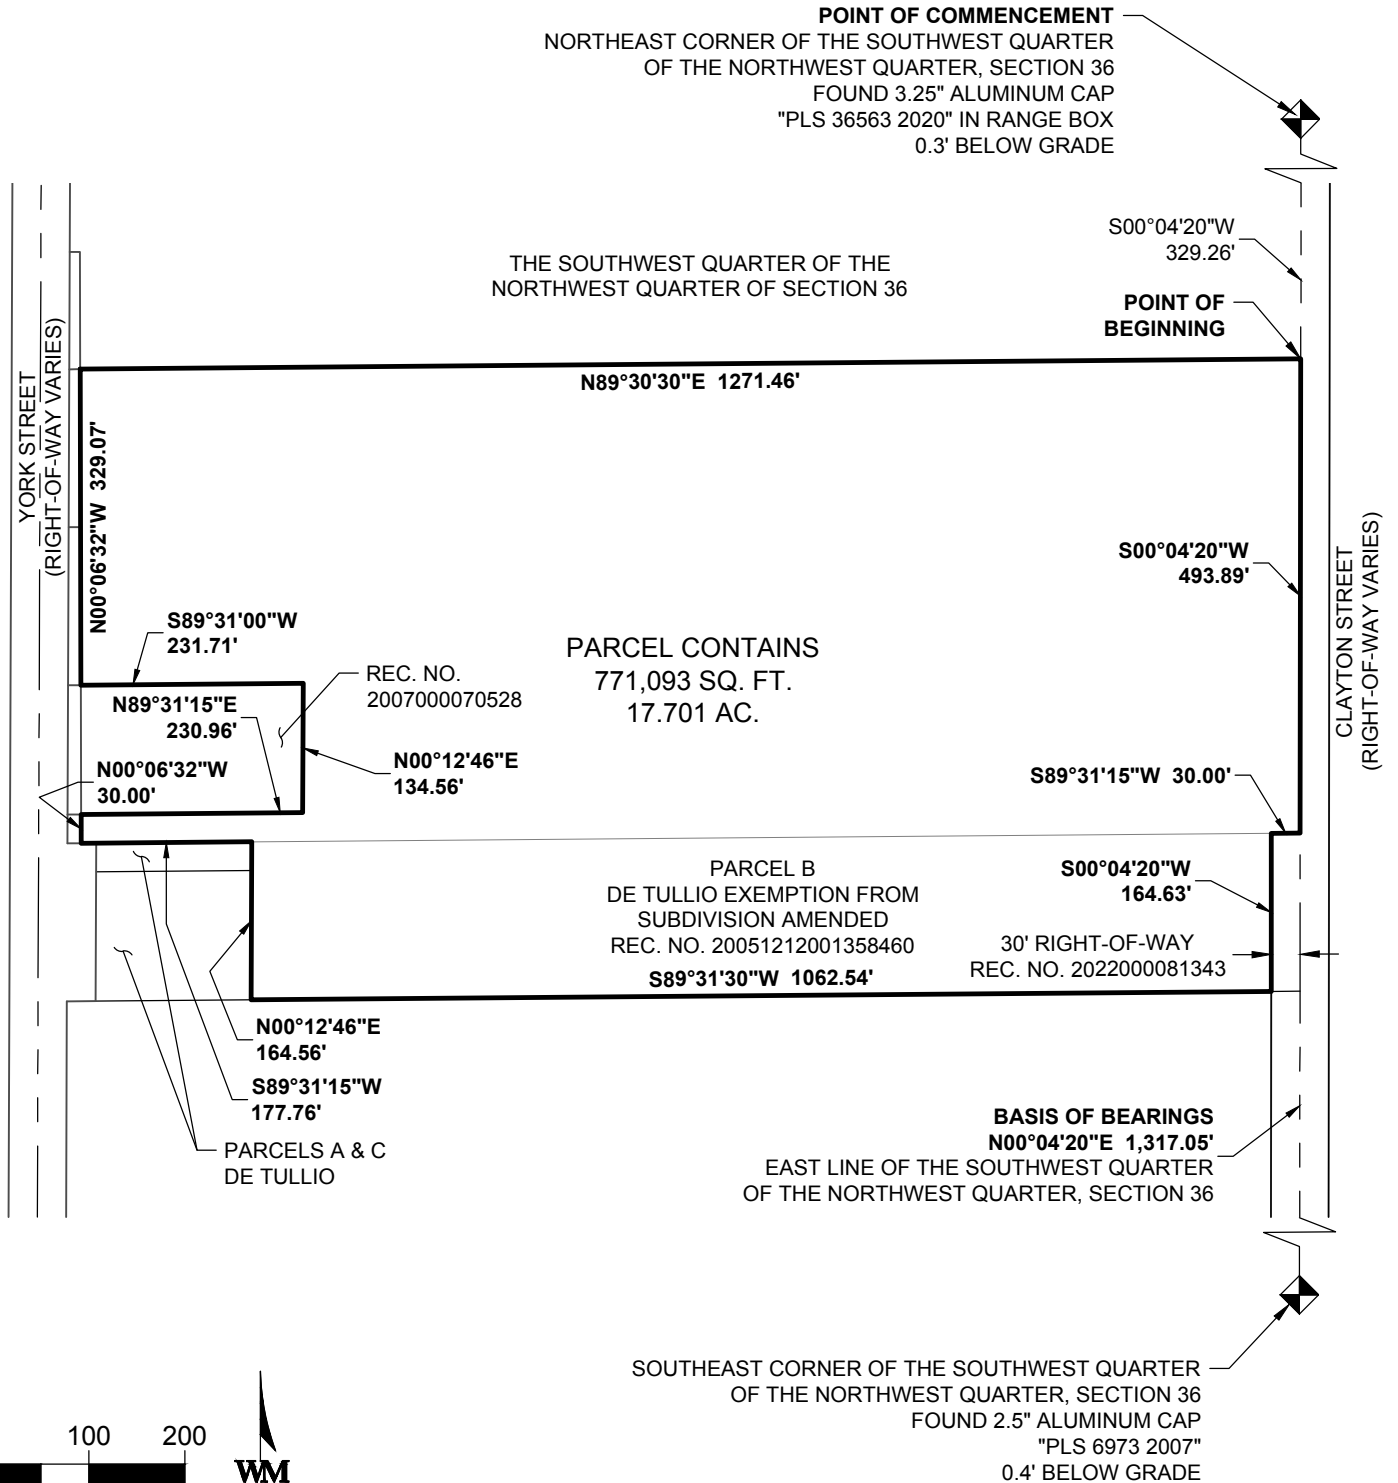 POINT OF COMMENCEMENT
NORTHEAST CORNER OF THE SOUTHWEST QUARTER
OF THE NORTHWEST QUARTER, SECTION 36
FOUND 3.25" ALUMINUM CAP
"PLS 36563 2020" IN RANGE BOX
0.3' BELOW GRADE
S00°04'20"W
329.26'
THE SOUTHWEST QUARTER OF THE
NORTHWEST QUARTER OF SECTION 36
POINT OF
BEGINNING
YORK STREET
(RIGHT-OF-WAY VARIES)
N89°30'30"E 1271.46'
N00°06'32"W 329.07'
S00°04'20"W
493.89'
CLAYTON STREET
(RIGHT-OF-WAY VARIES)
S89°31'00"W
231.71'
PARCEL CONTAINS
771,093 SQ. FT.
17.701 AC.
REC. NO.
2007000070528
N89°31'15"E
230.96'
N00°12'46"E
134.56'
N00°06'32"W
30.00'
S89°31'15"W 30.00'
PARCEL B
DE TULLIO EXEMPTION FROM
SUBDIVISION AMENDED
REC. NO. 20051212001358460
S00°04'20"W
164.63'
30' RIGHT-OF-WAY
REC. NO. 2022000081343
S89°31'30"W 1062.54'
N00°12'46"E
164.56'
S89°31'15"W
177.76'
PARCELS A & C
DE TULLIO
BASIS OF BEARINGS
N00°04'20"E 1,317.05'
EAST LINE OF THE SOUTHWEST QUARTER
OF THE NORTHWEST QUARTER, SECTION 36
SOUTHEAST CORNER OF THE SOUTHWEST QUARTER
OF THE NORTHWEST QUARTER, SECTION 36
FOUND 2.5" ALUMINUM CAP
"PLS 6973 2007"
0.4' BELOW GRADE
100 200
WM